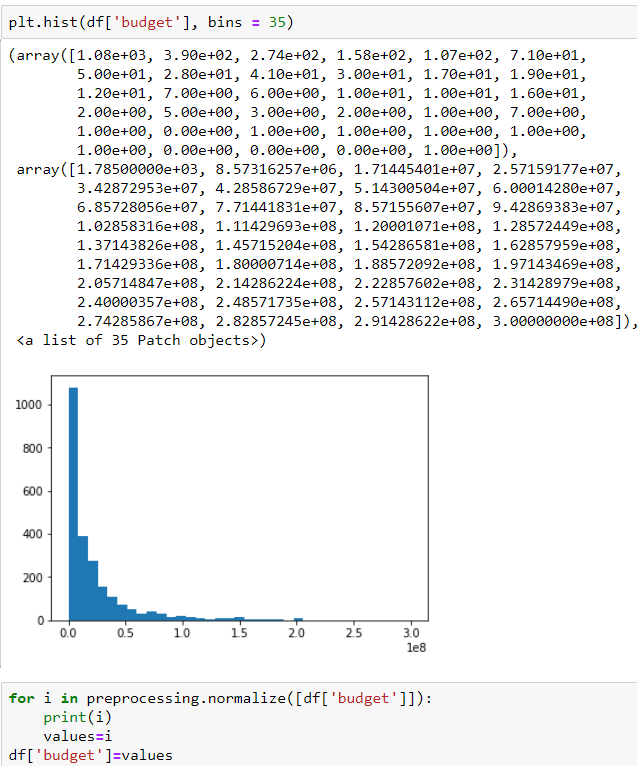 plt.hist(df['budget'], bins = 35)
(array([1.08e+03, 3.90e+02, 2.74e+02, 1.58e+02, 1.07e+02, 7.10e+01,
5.00e+01, 2.80e+01, 4.10e+01, 3.00e+01, 1.70e+01, 1.90e+01,
1.20e+01, 7.00e+00, 6.00e+00, 1.00e+01, 1.00e+01, 1.60e+01,
2.00e+00, 5.00e+00, 3.00e+00, 2.00e+00, 1.00e+00, 7.00e+00,
1.00e+00, 0.00e+00, 1.00e+00, 1.00e+00, 1.00e+00, 1.00e+00,
1.00e+00, 0.00e+00, 0.00e+00, 0.00e+00, 1.00e+00]),
array([1.78500000e+03, 8.57316257e+06, 1.71445401e+07, 2.57159177e+07,
3.42872953e+07, 4.28586729e+07, 5.14300504e+07, 6.00014280e+07,
6.85728056e+07, 7.71441831e+07, 8.57155607e+07, 9.42869383e+07,
1.02858316e+08, 1.11429693e+08, 1.20001071e+08, 1.28572449e+08,
1.37143826e+08, 1.45715204e+08, 1.54286581e+08, 1.62857959e+08,
1.71429336e+08, 1.80000714e+08, 1.88572092e+08, 1.97143469e+08,
2.05714847e+08, 2.14286224e+08, 2.22857602e+08, 2.31428979e+08,
2.40000357e+08, 2.48571735e+08, 2.57143112e+08, 2.65714490e+08,
2.74285867e+08, 2.82857245e+08, 2.91428622e+08, 3.00000000e+08]),
<a list of 35 Patch objects>)
1000
800
600
400
200
0
0.0 0.5 1.0 1.5 2.0 2.5 3.0
1e8
for i in preprocessing.normalize([df['budget']]):
print(i)
values=i
df['budget']=values